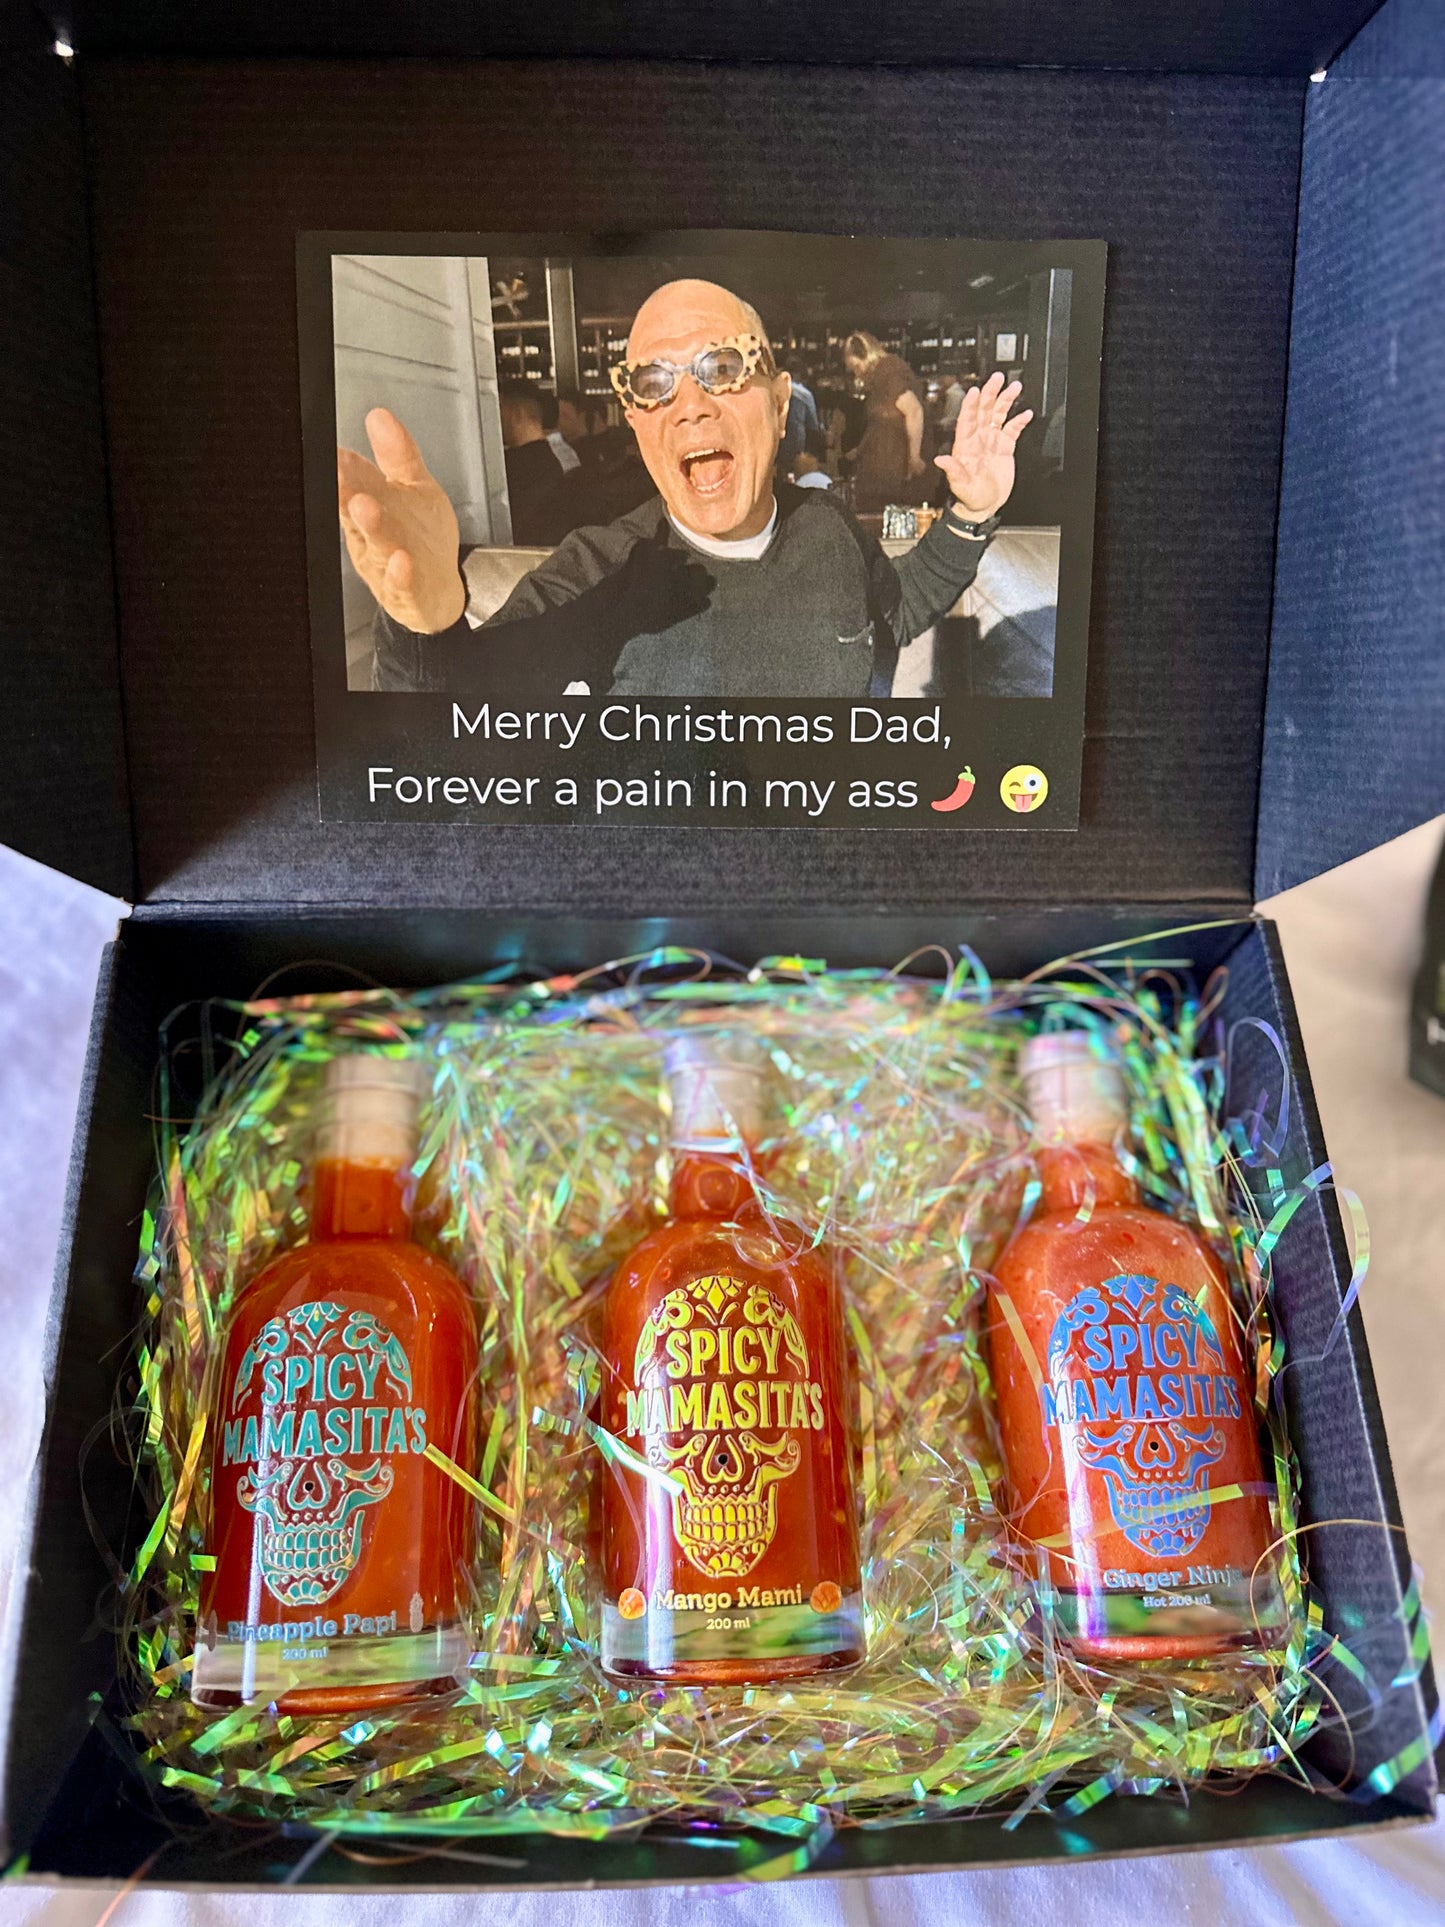 Merry Christmas Dad,
Forever a pain in my ass 🌶️ 😜
SPICY
MAMASITA'S
Pineapple Papi
200 ml
SPICY
MAMASITA'S
Mango Mami
200 ml
SPICY
MAMASITA'S
Ginger Ninja
Hot 200 ml